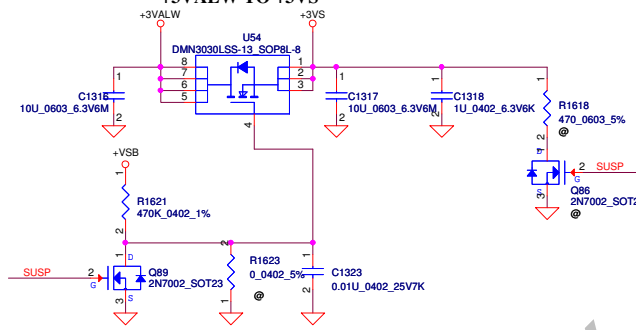 +3VALW TO +3VS
+3VALW
+3VS
U54
DMN3030LSS-13_SOP8L-8
8
7
6
5
1
2
3
4
1
C1316
10U_0603_6.3V6M
2
1
C1317
10U_0603_6.3V6M
2
1
C1318
1U_0402_6.3V6K
2
1
R1618
470_0603_5%
2
@
D
1
2
SUSP
G
S
3
Q86
2N7002_SOT2
@
+VSB
1
R1621
470K_0402_1%
2
SUSP
2
G
1
D
Q89
2N7002_SOT23
3
S
2
R1623
0_0402_5%
1
@
1
C1323
0.01U_0402_25V7K
2